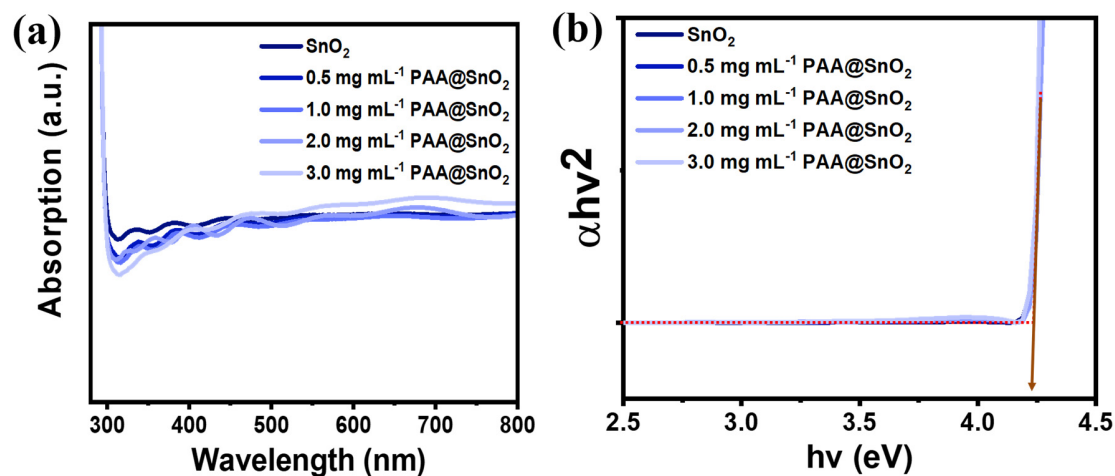 (a)
SnO₂
0.5 mg mL⁻¹ PAA@SnO₂
1.0 mg mL⁻¹ PAA@SnO₂
2.0 mg mL⁻¹ PAA@SnO₂
3.0 mg mL⁻¹ PAA@SnO₂
Absorption (a.u.)
300 400 500 600 700 800
Wavelength (nm)
(b)
SnO₂
0.5 mg mL⁻¹ PAA@SnO₂
1.0 mg mL⁻¹ PAA@SnO₂
2.0 mg mL⁻¹ PAA@SnO₂
3.0 mg mL⁻¹ PAA@SnO₂
αhv2
2.5 3.0 3.5 4.0 4.5
hv (eV)